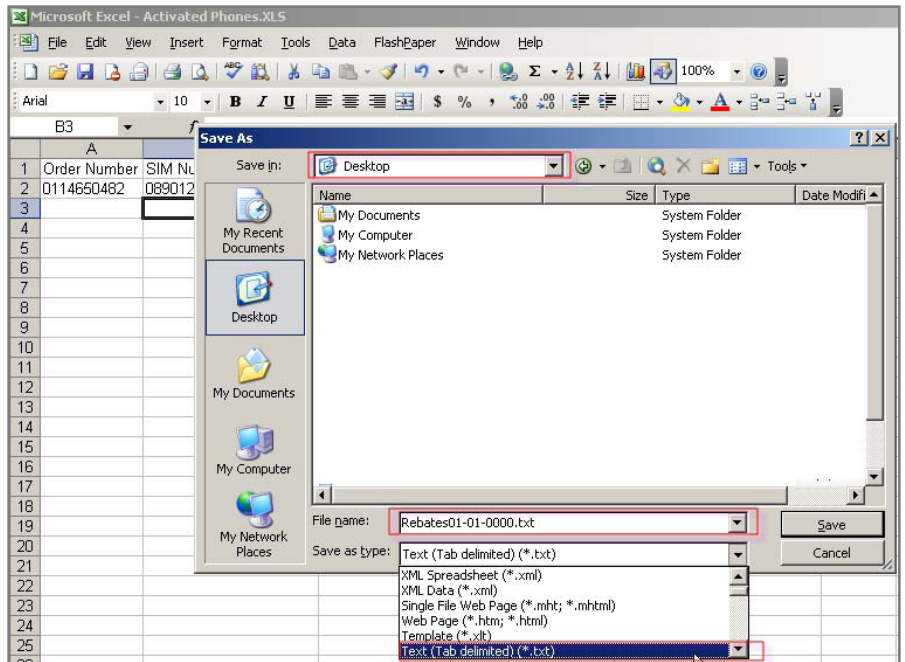 Microsoft Excel - Activated Phones.XLS
File Edit View Insert Format Tools Data FlashPaper Window Help
100%
Arial 10 B I U $ % ,
B3
A
1 Order Number SIM Nu
2 0114650482 089012
3
4
5
6
7
8
9
10
11
12
13
14
15
16
17
18
19
20
21
22
23
24
25
Save As
Save in: Desktop Tools
Name Size Type Date Modifi
My Documents System Folder
My Computer System Folder
My Network Places System Folder
My Recent
Documents
Desktop
My Documents
My Computer
My Network
Places
File name: Rebates01-01-0000.txt Save
Save as type: Text (Tab delimited) (*.txt) Cancel
XML Spreadsheet (*.xml)
XML Data (*.xml)
Single File Web Page (*.mht; *.mhtml)
Web Page (*.htm; *.html)
Template (*.xlt)
Text (Tab delimited) (*.txt)